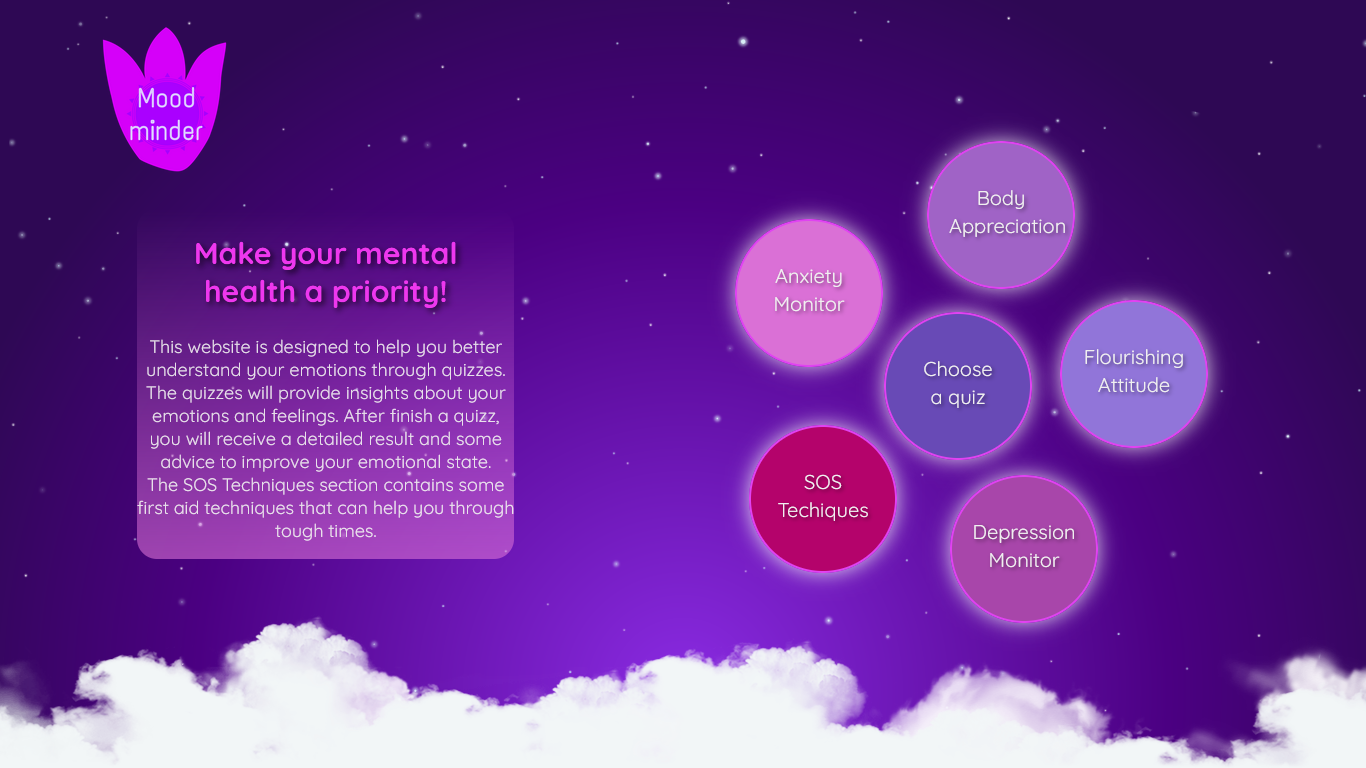 Mood
minder
Make your mental
health a priority!
This website is designed to help you better
understand your emotions through quizzes.
The quizzes will provide insights about your
emotions and feelings. After finish a quizz,
you will receive a detailed result and some
advice to improve your emotional state.
The SOS Techniques section contains some
first aid techniques that can help you through
tough times.
Body
Appreciation
Anxiety
Monitor
Choose
a quiz
Flourishing
Attitude
SOS
Techiques
Depression
Monitor